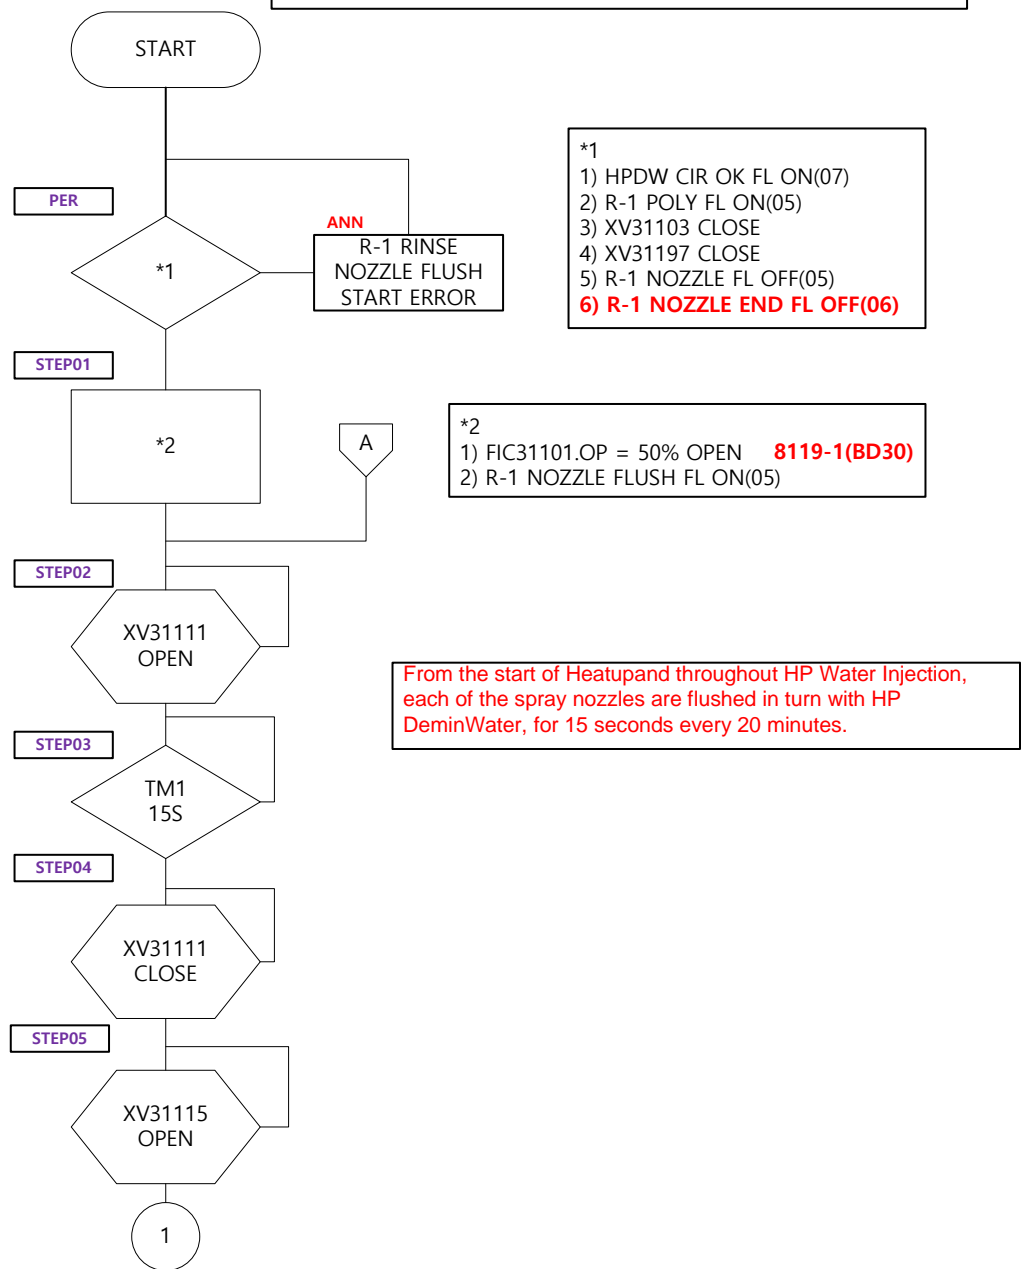 START
PER
*1
ANN
R-1 RINSE
NOZZLE FLUSH
START ERROR
*1
1) HPDW CIR OK FL ON(07)
2) R-1 POLY FL ON(05)
3) XV31103 CLOSE
4) XV31197 CLOSE
5) R-1 NOZZLE FL OFF(05)
6) R-1 NOZZLE END FL OFF(06)
STEP01
*2
A
*2
1) FIC31101.OP = 50% OPEN 8119-1(BD30)
2) R-1 NOZZLE FLUSH FL ON(05)
STEP02
XV31111
OPEN
From the start of Heatupand throughout HP Water Injection,
each of the spray nozzles are flushed in turn with HP
DeminWater, for 15 seconds every 20 minutes.
STEP03
TM1
15S
STEP04
XV31111
CLOSE
STEP05
XV31115
OPEN
1